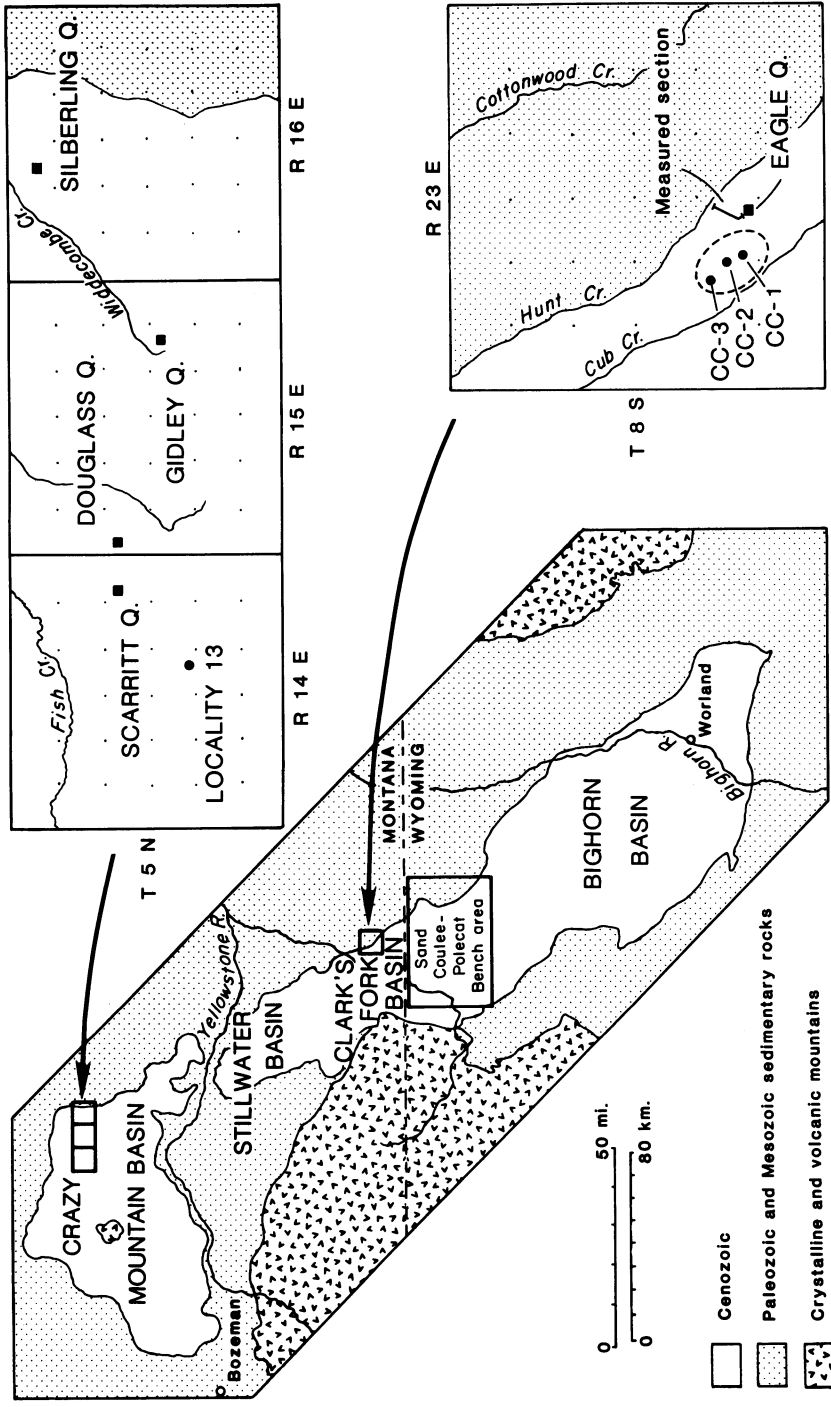 Fish Cr.
SCARRITT Q.
LOCALITY 13
DOUGLASS Q.
GIDLEY Q.
Widdecombe Cr.
SILBERLING Q.
T 5 N
R 14 E
R 15 E
R 16 E
CRAZY
MOUNTAIN BASIN
Bozeman
Yellowstone R.
STILLWATER
BASIN
CLARK'S
FORK
BASIN
MONTANA
WYOMING
Sand
Coulee-
Polecat
Bench area
BIGHORN
BASIN
Bighorn R.
Worland
R 23 E
T 8 S
Cottonwood Cr.
Hunt Cr.
Cub Cr.
Measured section
CC-3
CC-2
CC-1
EAGLE Q.
0 50 mi.
0 80 km.
Cenozoic
Paleozoic and Mesozoic sedimentary rocks
Crystalline and volcanic mountains